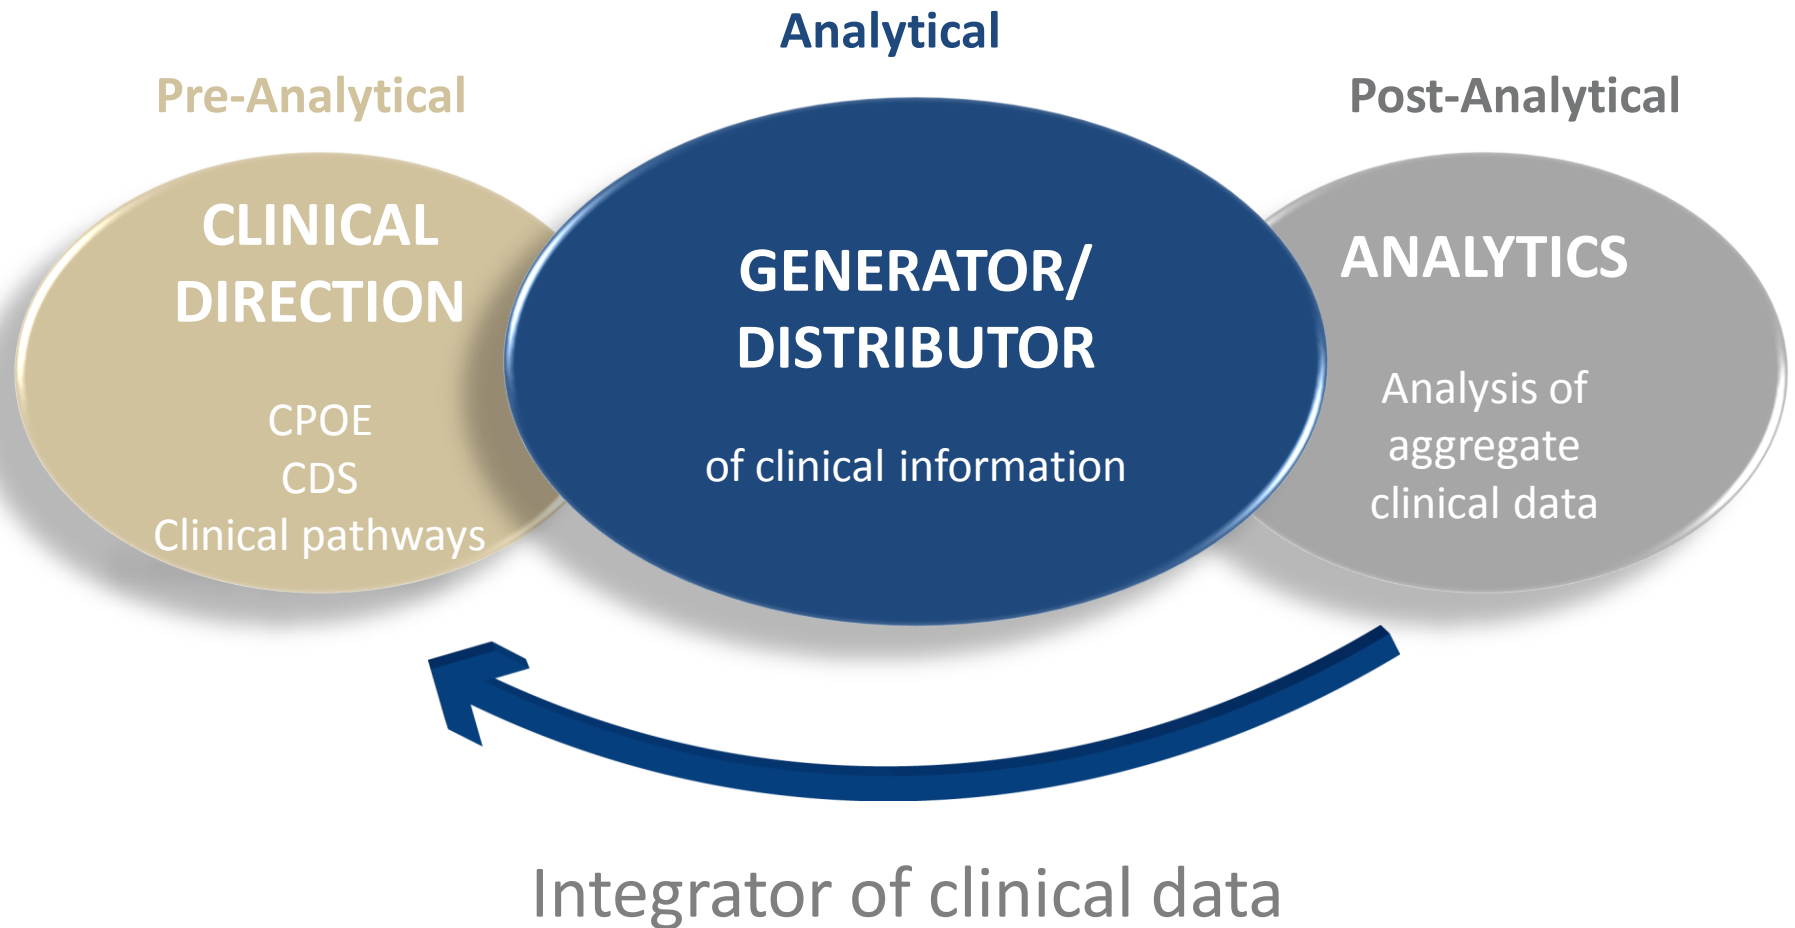 Analytical
Pre-Analytical
Post-Analytical
CLINICAL
DIRECTION
CPOE
CDS
Clinical pathways
GENERATOR/
DISTRIBUTOR
of clinical information
ANALYTICS
Analysis of
aggregate
clinical data
Integrator of clinical data